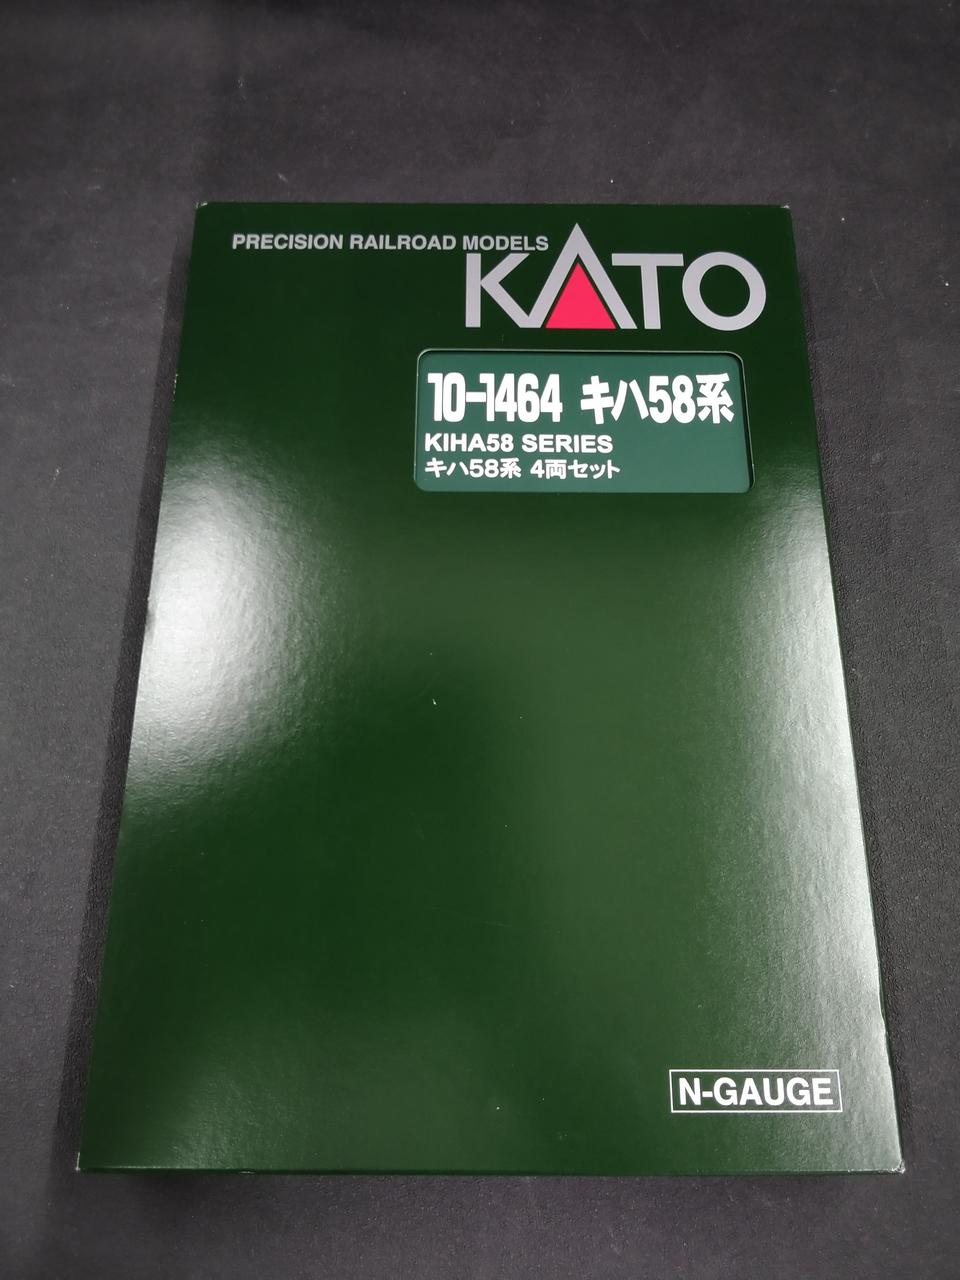 PRECISION RAILROAD MODELS
KATO
10-1464 キハ58系
KIHA58 SERIES
キハ58系 4両セット
N-GAUGE